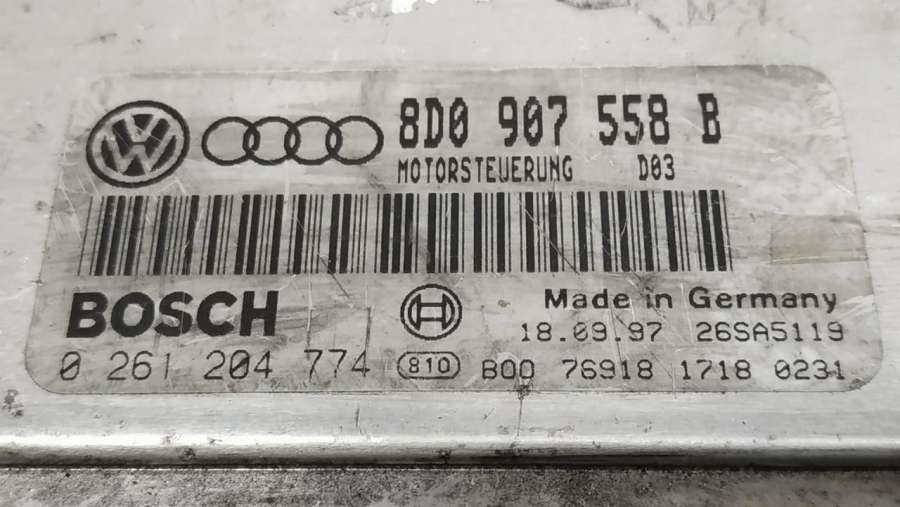 8D0 907 558 B
MOTORSTEUERUNG D03
BOSCH
Made in Germany
18.09.97 26SA5119
0 261 204 774 810 B00 76918 1718 0231